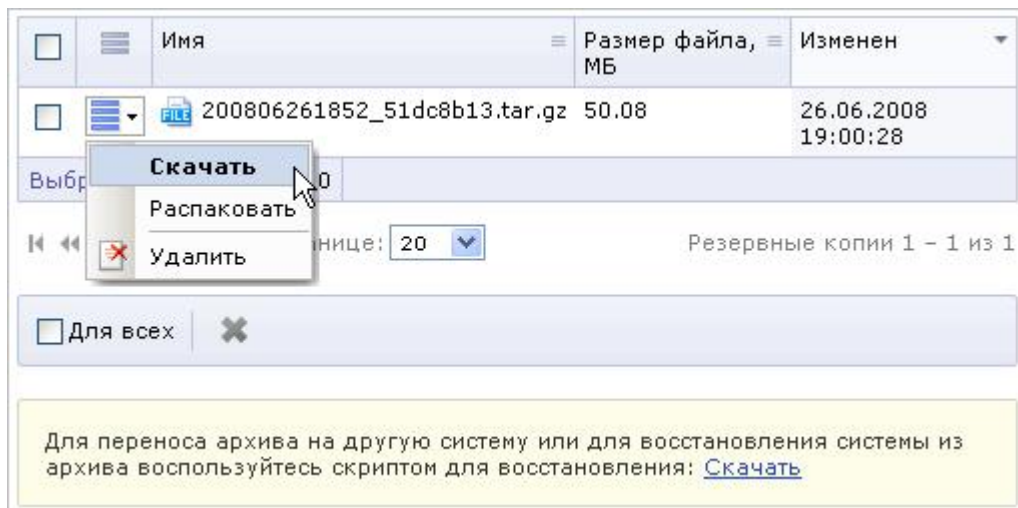 Имя
Размер файла, МБ
Изменен
200806261852_51dc8b13.tar.gz 50.08 26.06.2008 19:00:28
Скачать
0
Распаковать
Удалить
20
Резервные копии 1 – 1 из 1
Для всех
Для переноса архива на другую систему или для восстановления системы из
архива воспользуйтесь скриптом для восстановления: Скачать